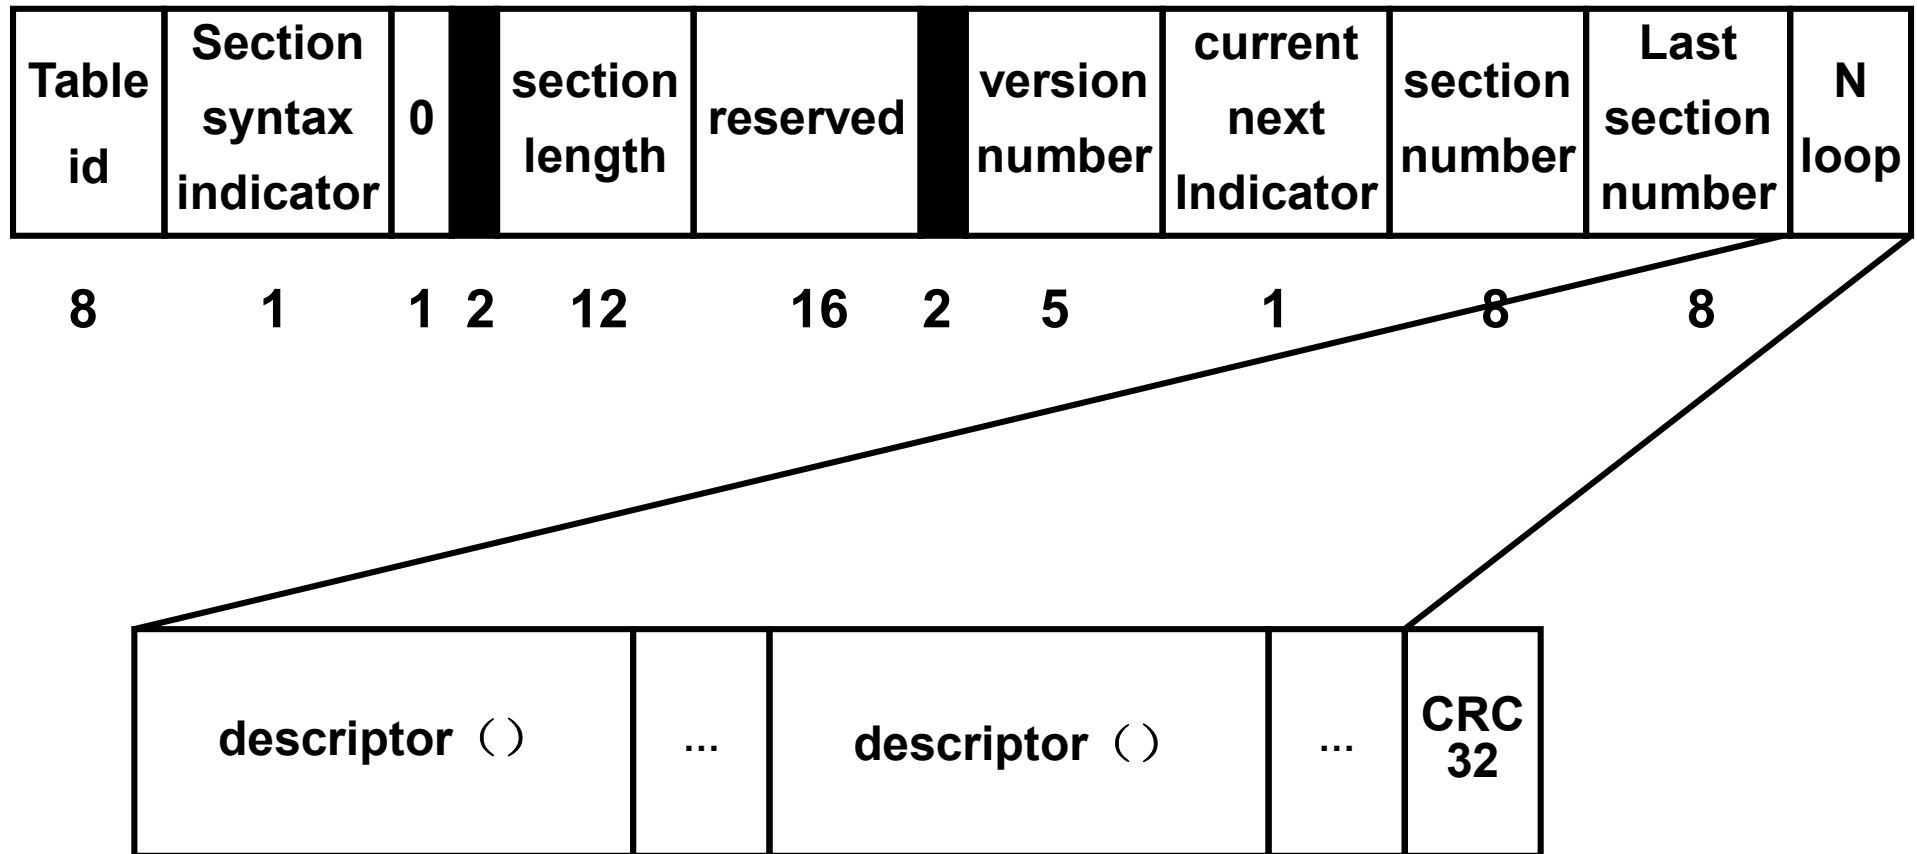 Table
id
Section
syntax
indicator
0
section
length
reserved
version
number
current
next
Indicator
section
number
Last
section
number
N
loop
8 1 1 2 12 16 2 5 1 8 8
descriptor（）
...
descriptor（）
...
CRC
32